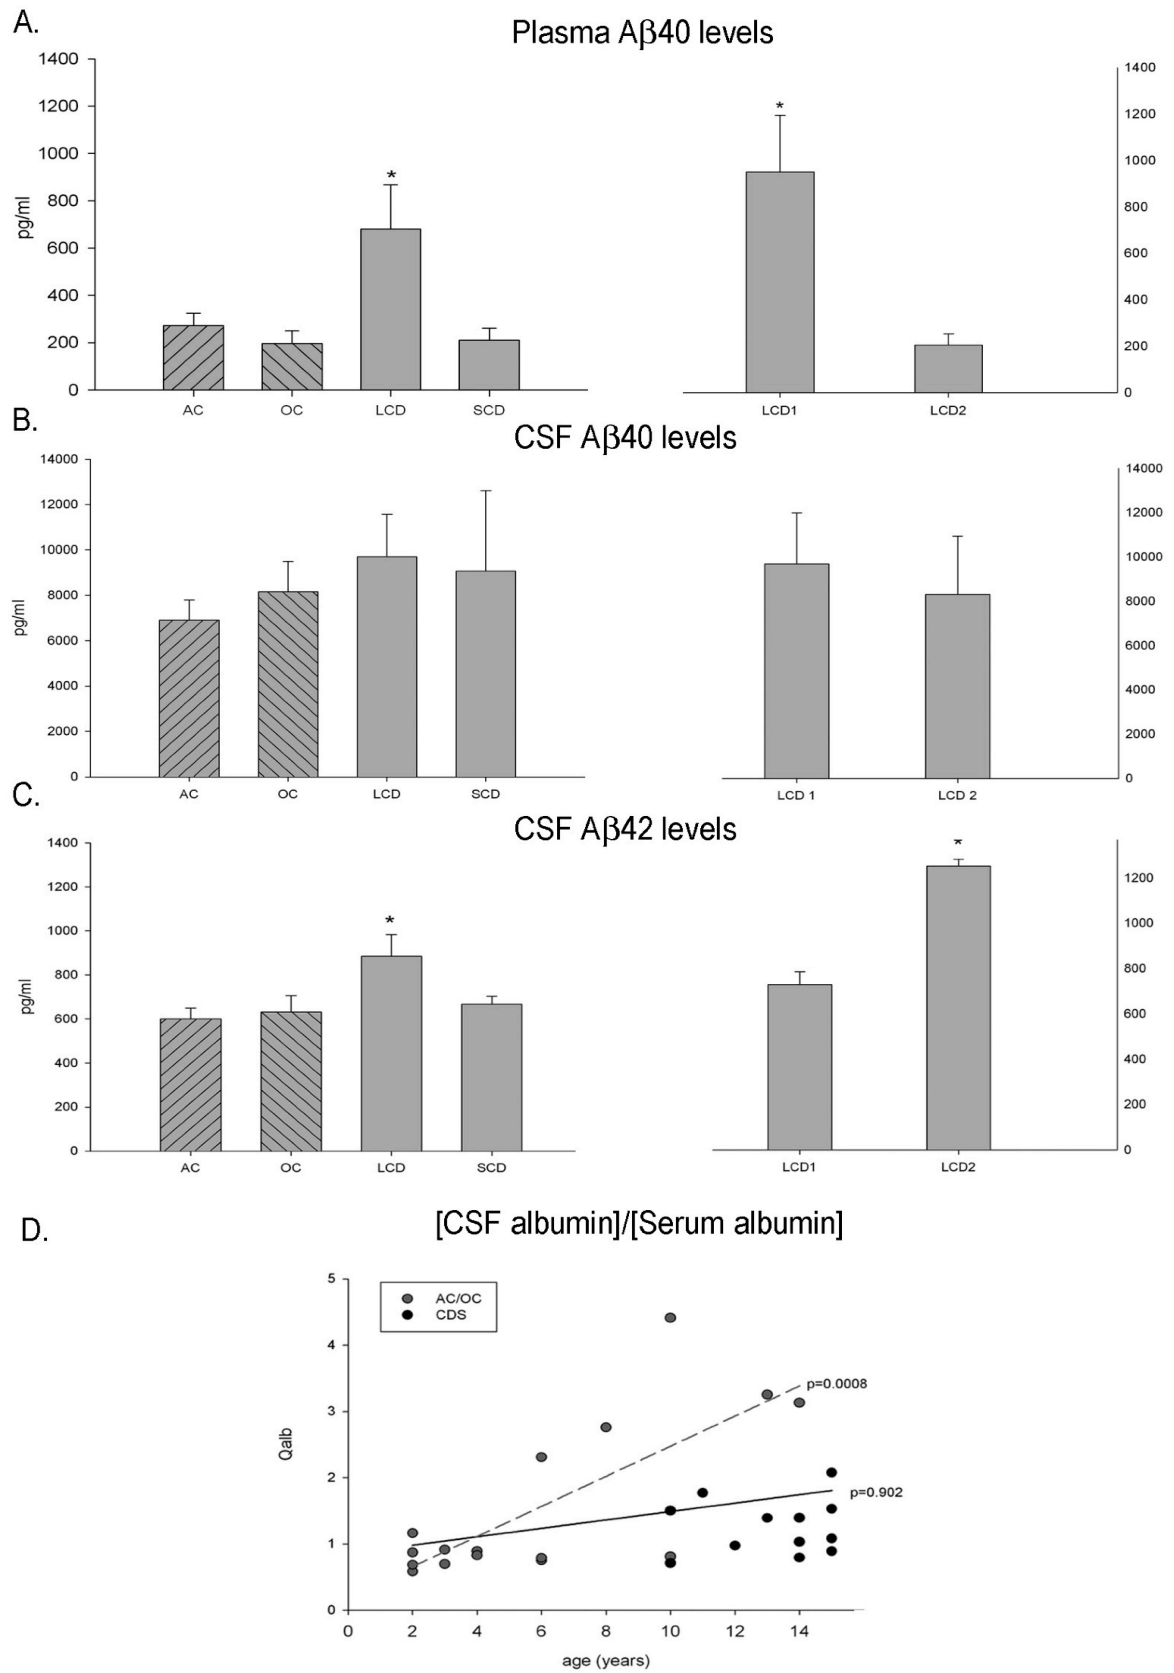 A.
Plasma Aβ40 levels
1400
1200
1000
800
600
400
200
0
pg/ml
*
AC
OC
LCD
SCD
*
1400
1200
1000
800
600
400
200
0
LCD1
LCD2
B.
CSF Aβ40 levels
14000
12000
10000
8000
6000
4000
2000
0
pg/ml
AC
OC
LCD
SCD
14000
12000
10000
8000
6000
4000
2000
0
LCD 1
LCD 2
C.
CSF Aβ42 levels
1400
1200
1000
800
600
400
200
0
pg/ml
*
AC
OC
LCD
SCD
*
1200
1000
800
600
400
200
0
LCD1
LCD2
D.
[CSF albumin]/[Serum albumin]
5
4
3
2
1
0
Qalb
AC/OC
CDS
p=0.0008
p=0.902
0
2
4
6
8
10
12
14
age (years)